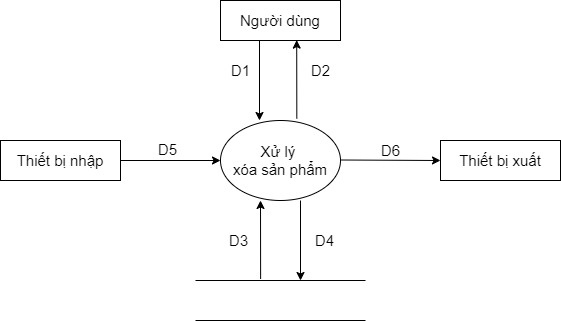 Người dùng
D1
D2
Thiết bị nhập
D5
Xử lý
xóa sản phẩm
D6
Thiết bị xuất
D3
D4